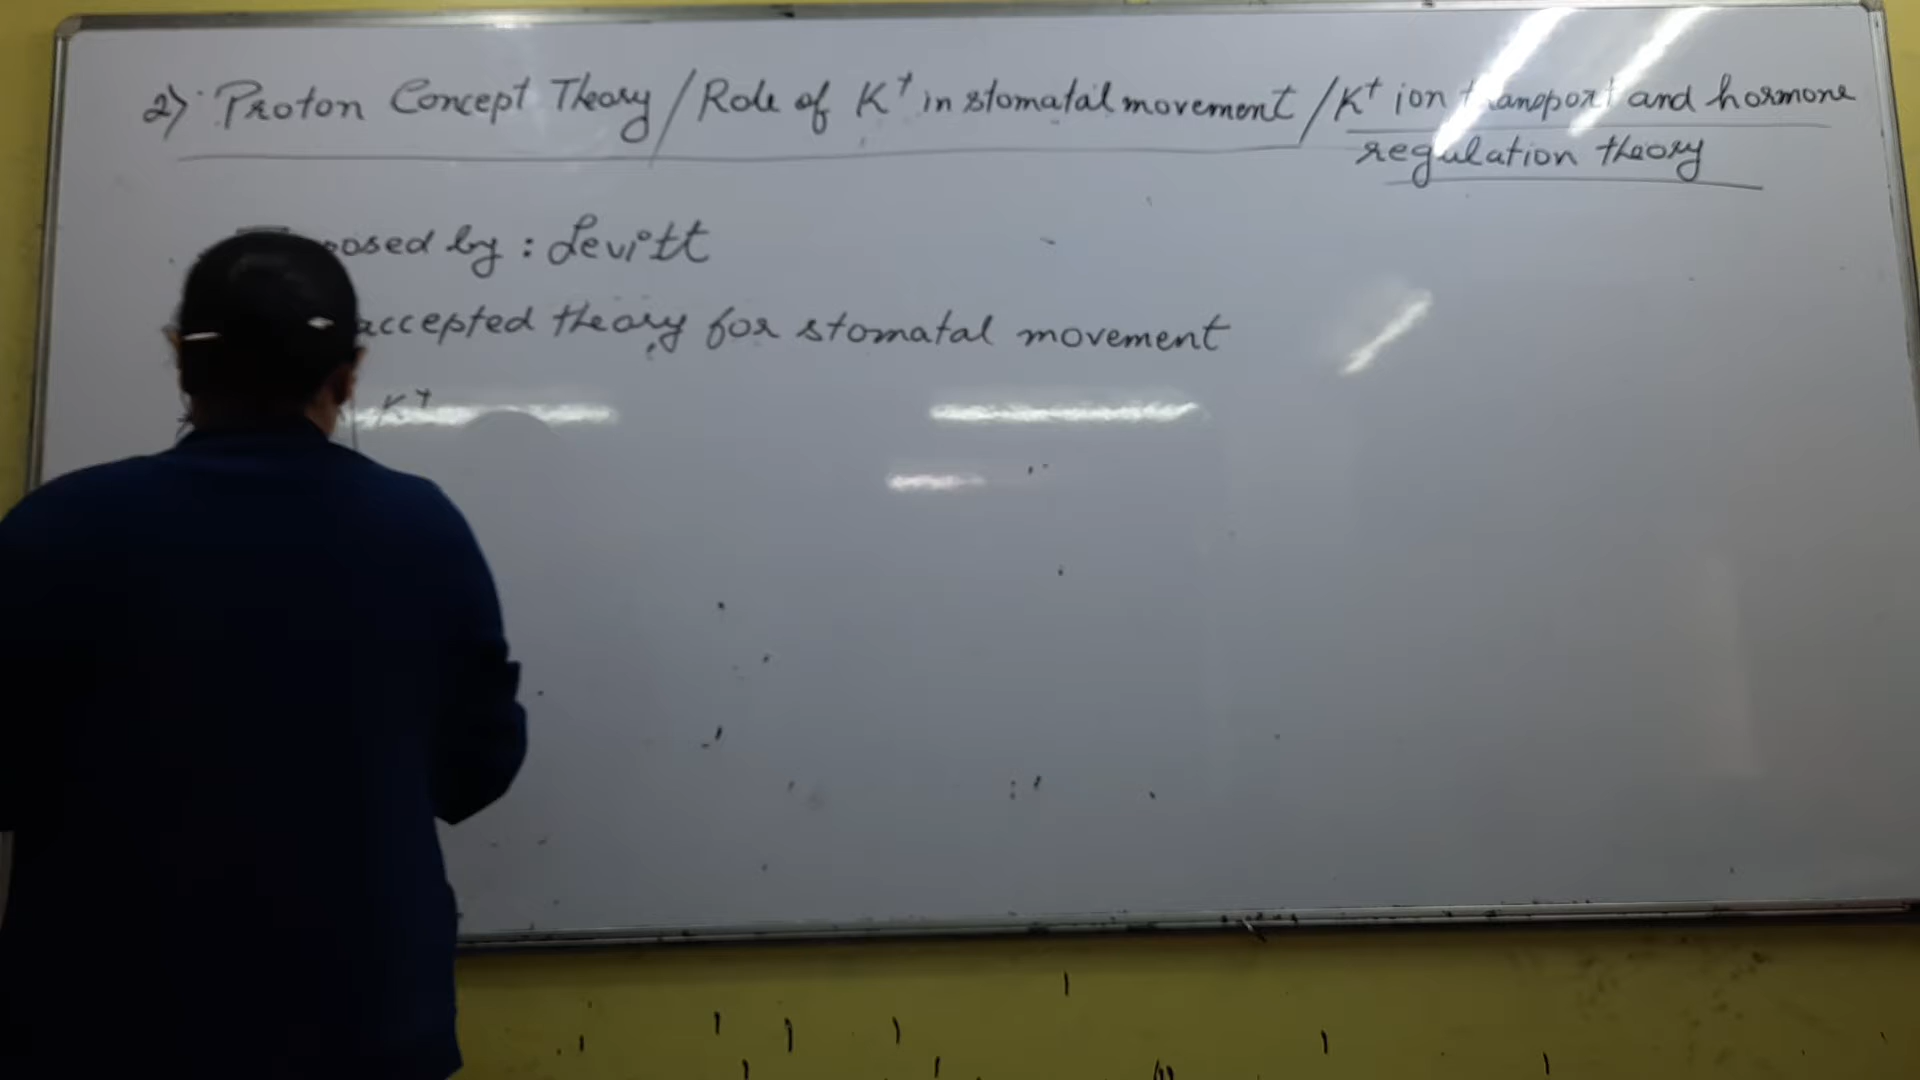 2) Proton Concept Theory / Role of K⁺ in stomatal movement / K⁺ ion transport and hormone
regulation theory
posed by : Levitt
accepted theory for stomatal movement
K⁺